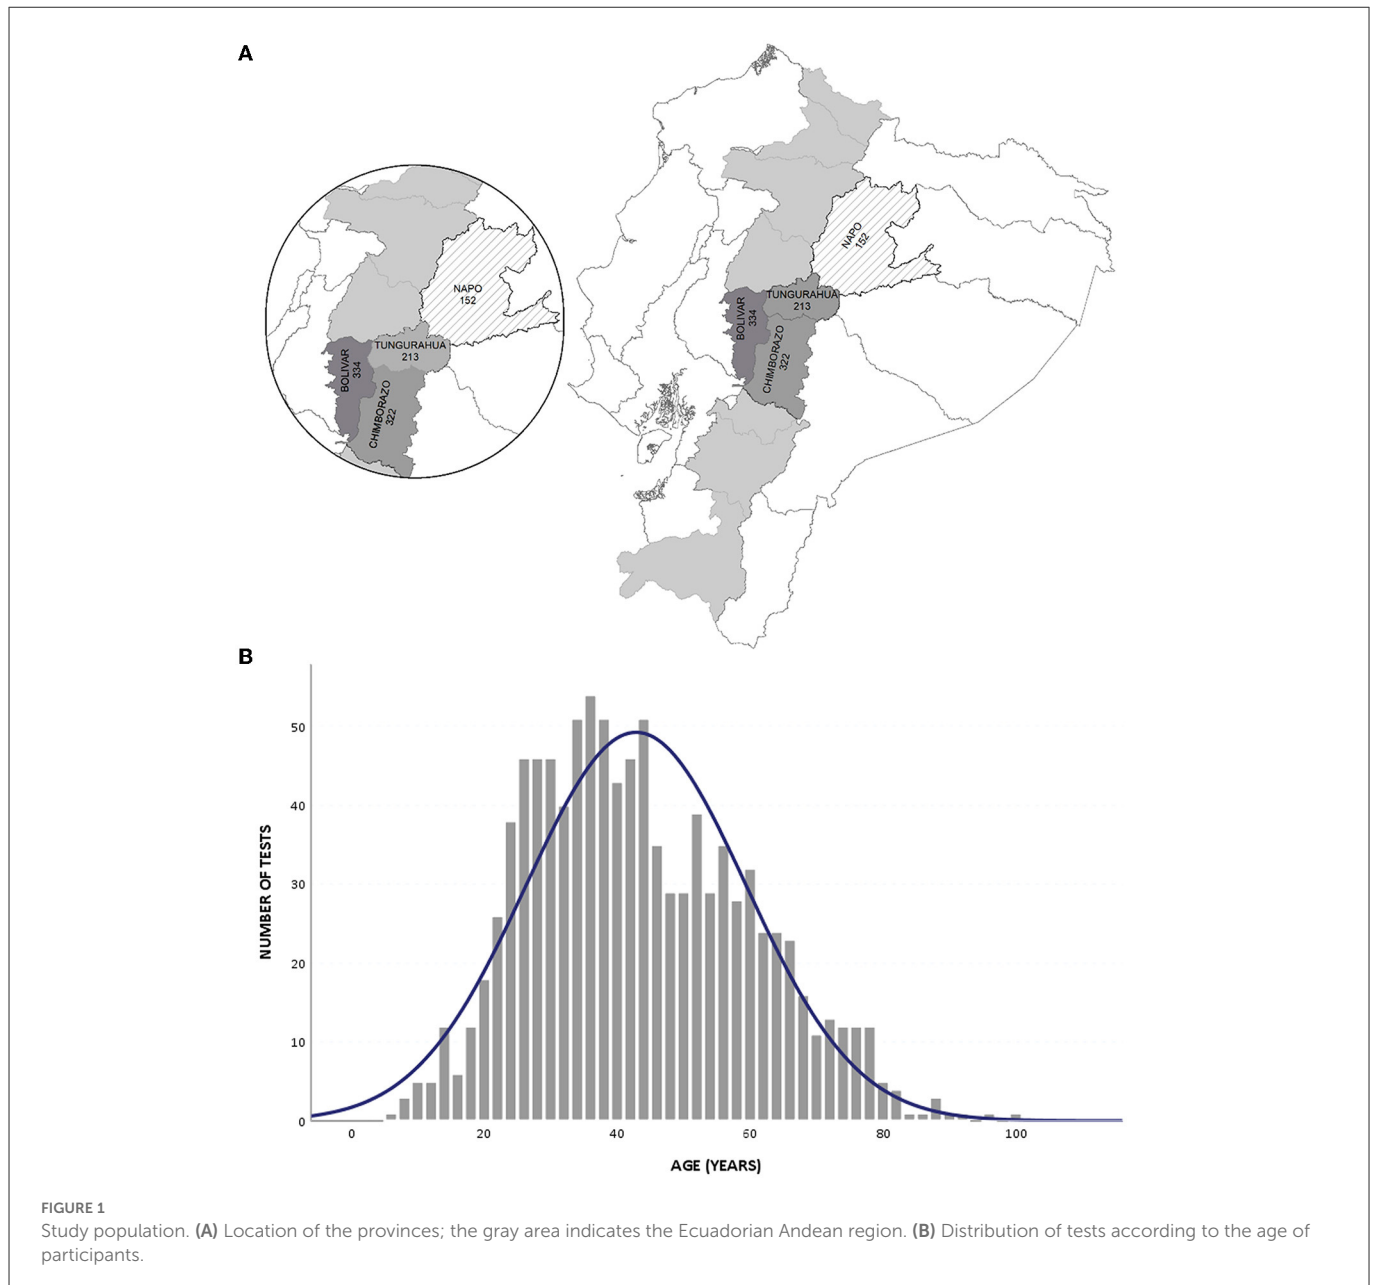 A
NAPO
152
TUNGURAHUA
213
BOLIVAR
334
CHIMBORAZO
322
NAPO
152
TUNGURAHUA
213
BOLIVAR
334
CHIMBORAZO
322
B
50
40
30
20
10
0
NUMBER OF TESTS
0 20 40 60 80 100
AGE (YEARS)
FIGURE 1
Study population. (A) Location of the provinces; the gray area indicates the Ecuadorian Andean region. (B) Distribution of tests according to the age of
participants.